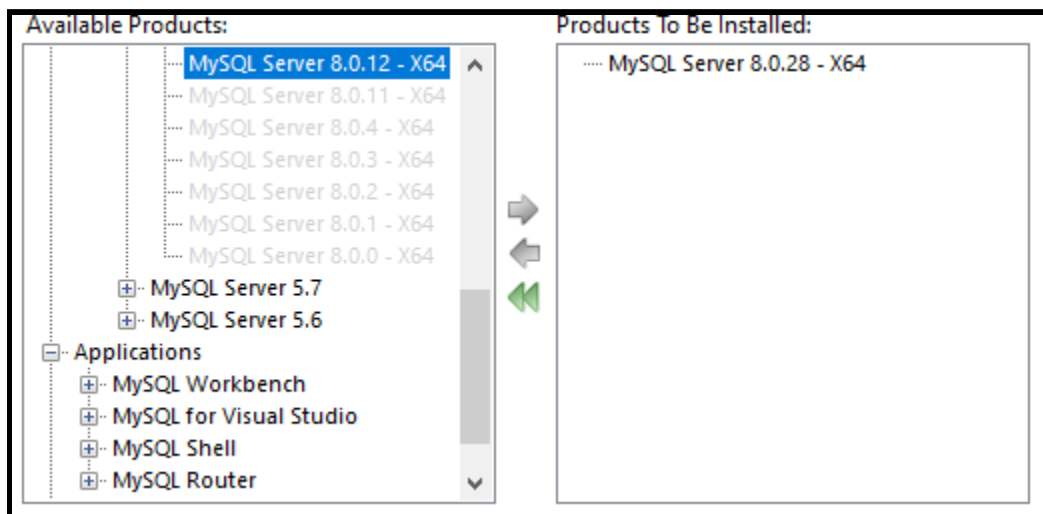 Available Products:
MySQL Server 8.0.12 - X64
MySQL Server 8.0.11 - X64
MySQL Server 8.0.4 - X64
MySQL Server 8.0.3 - X64
MySQL Server 8.0.2 - X64
MySQL Server 8.0.1 - X64
MySQL Server 8.0.0 - X64
MySQL Server 5.7
MySQL Server 5.6
Applications
MySQL Workbench
MySQL for Visual Studio
MySQL Shell
MySQL Router
Products To Be Installed:
MySQL Server 8.0.28 - X64